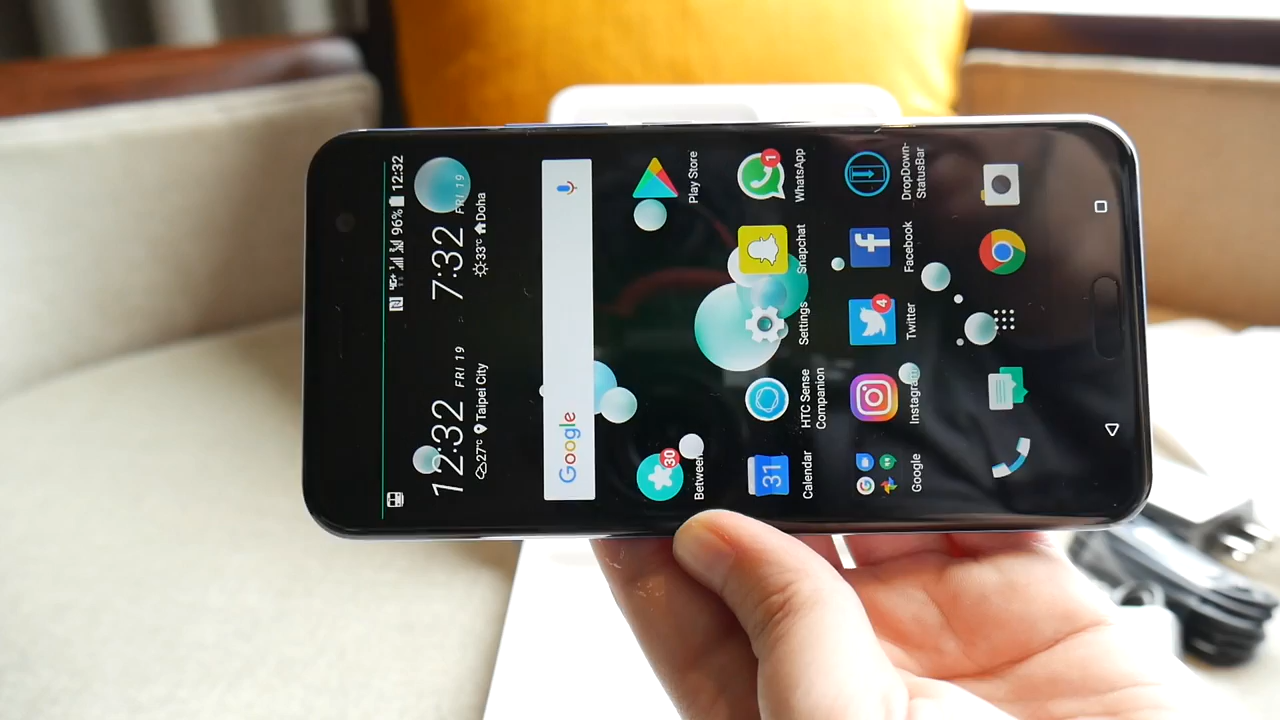 4G+ 96% 12:32
12:32 FRI 19
27°C Taipei City
7:32 FRI 19
33°C Doha
Google
30
Between
Play Store
31
Calendar
HTC Sense
Companion
Settings
Snapchat
1
WhatsApp
G
Google
Instagram
4
Twitter
f
Facebook
DropDown-
StatusBar